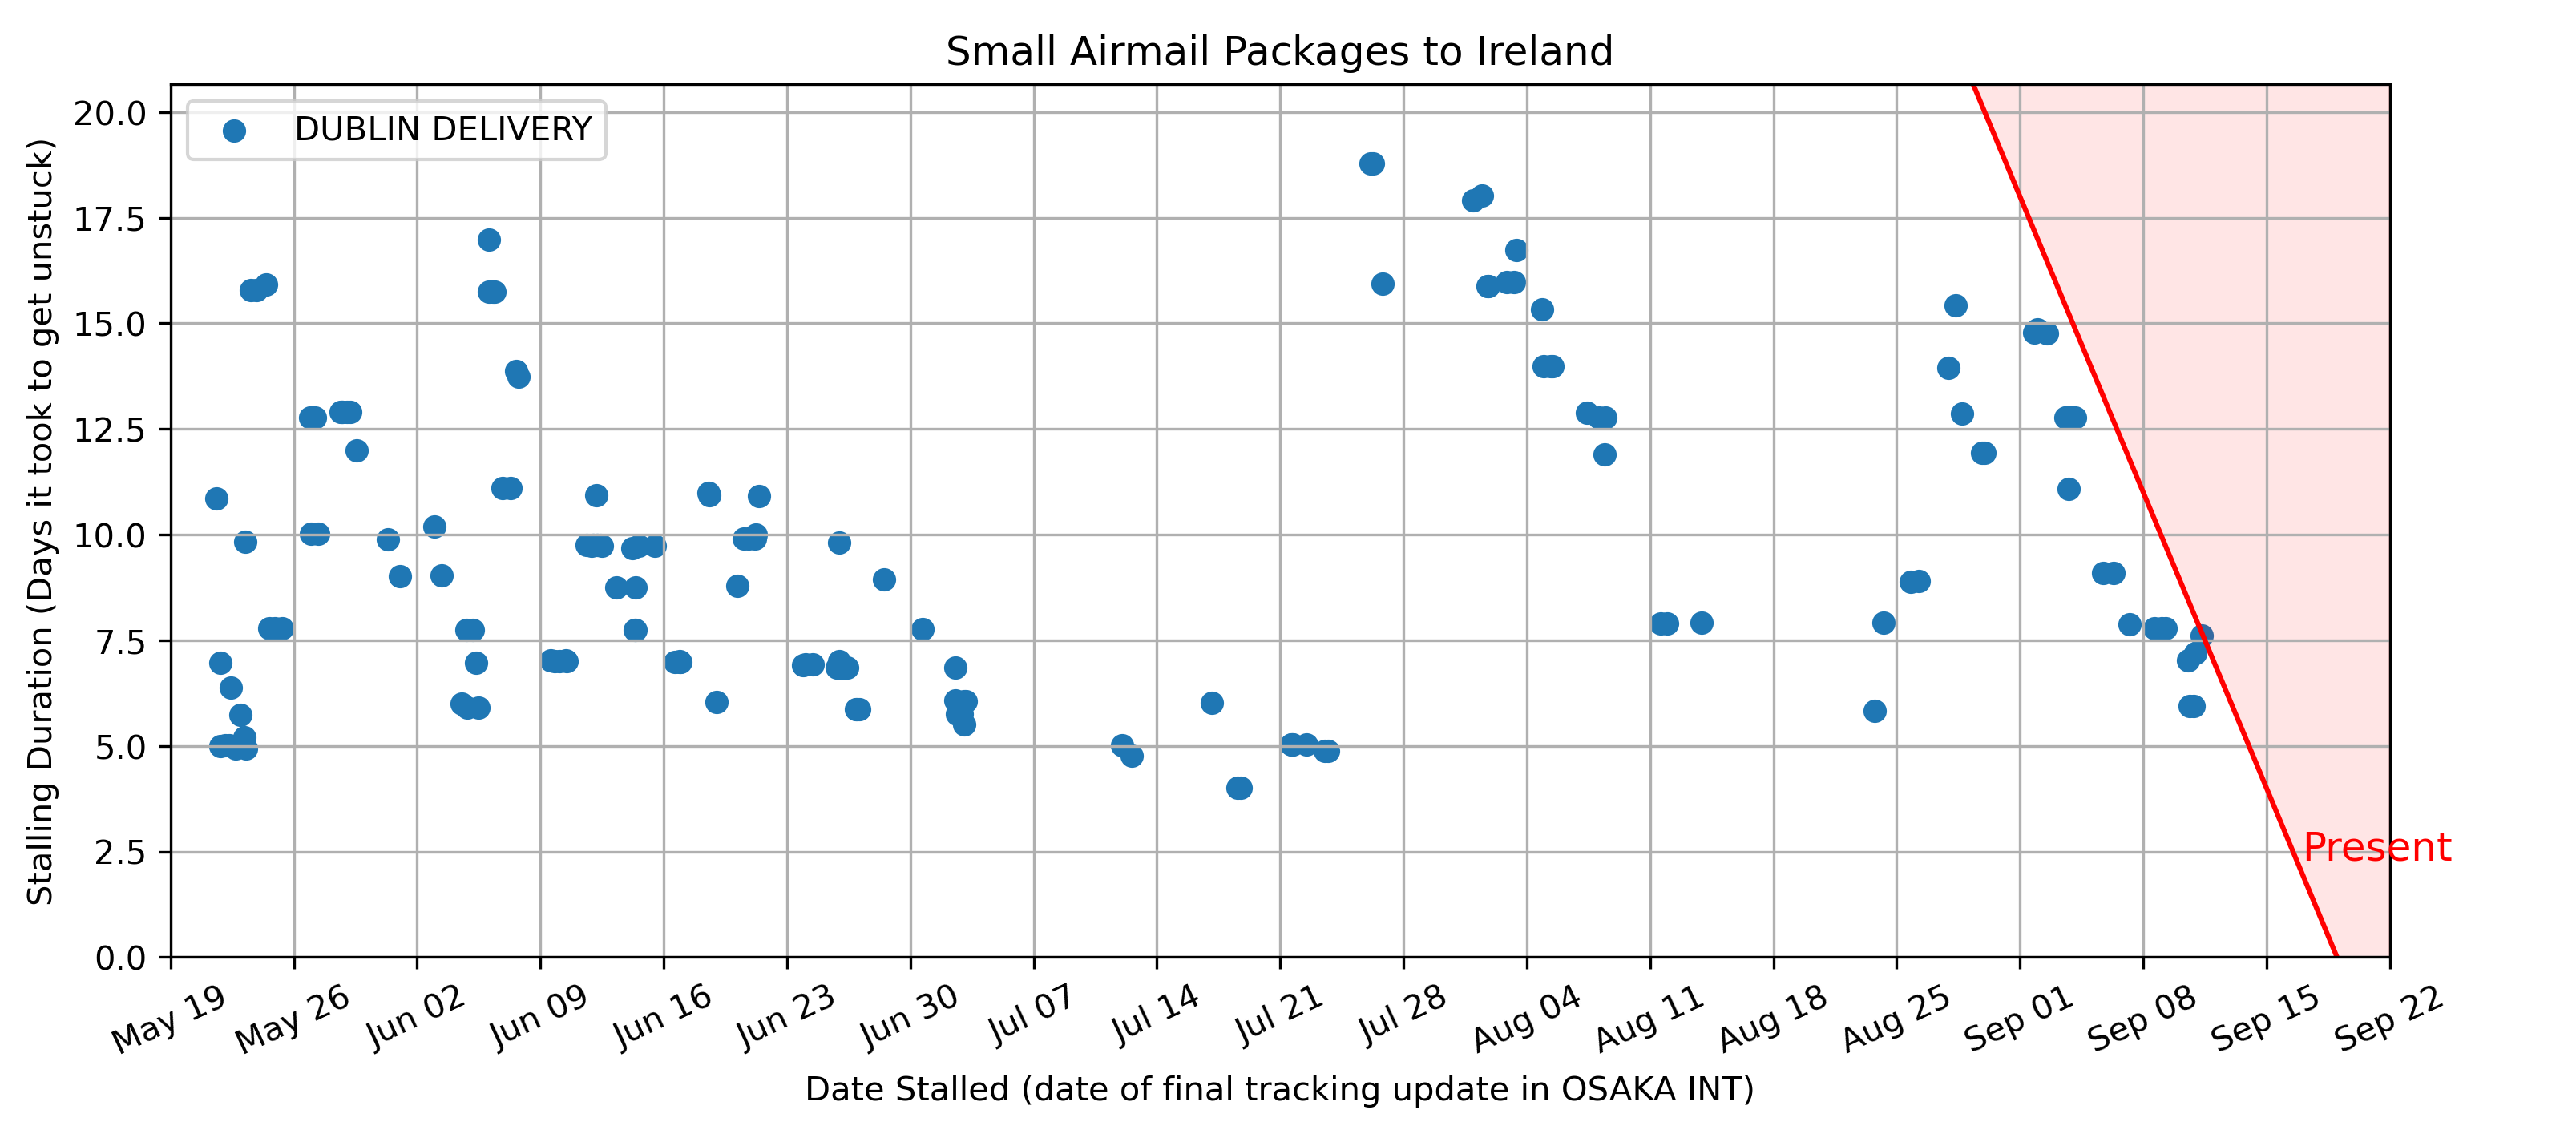 Small Airmail Packages to Ireland
DUBLIN DELIVERY
Stalling Duration (Days it took to get unstuck)
20.0
17.5
15.0
12.5
10.0
7.5
5.0
2.5
0.0
Present
May 19 May 26 Jun 02 Jun 09 Jun 16 Jun 23 Jun 30 Jul 07 Jul 14 Jul 21 Jul 28 Aug 04 Aug 11 Aug 18 Aug 25 Sep 01 Sep 08 Sep 15 Sep 22
Date Stalled (date of final tracking update in OSAKA INT)